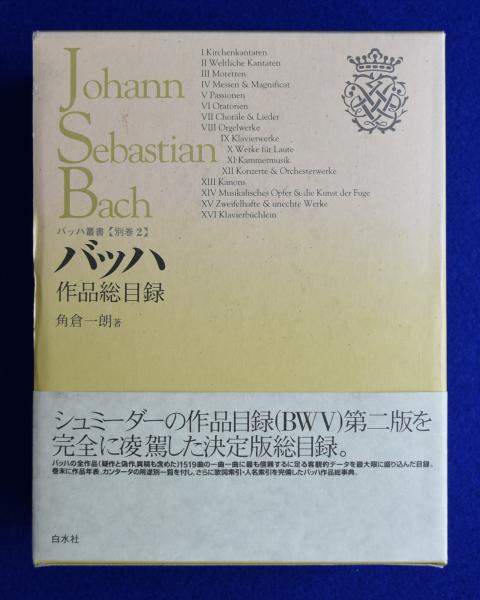 Johann
Sebastian
Bach
I Kirchenkantaten
II Weltliche Kantaten
III Motetten
IV Messen & Magnificat
V Passionen
VI Oratorien
VII Choräle & Lieder
VIII Orgelwerke
IX Klavierwerke
X Werke für Laute
XI Kammermusik
XII Konzerte & Orchesterwerke
XIII Kanons
XIV Musikalisches Opfer & die Kunst der Fuge
XV Zweifelhafte & unechte Werke
XVI Klavierbüchlein
バッハ叢書【別巻2】
バッハ
作品総目録
角倉一朗著
シュミーダーの作品目録(BWV)第二版を
完全に凌駕した決定版総目録。
バッハの全作品(疑作と偽作、異稿も含めた)1519曲の一曲一曲に最も信頼するに足る客観的データを最大限に盛り込んだ目録。
巻末に作品年表、カンタータの用途別一覧を付し、さらに歌詞索引・人名索引を完備したバッハ作品総事典。
白水社